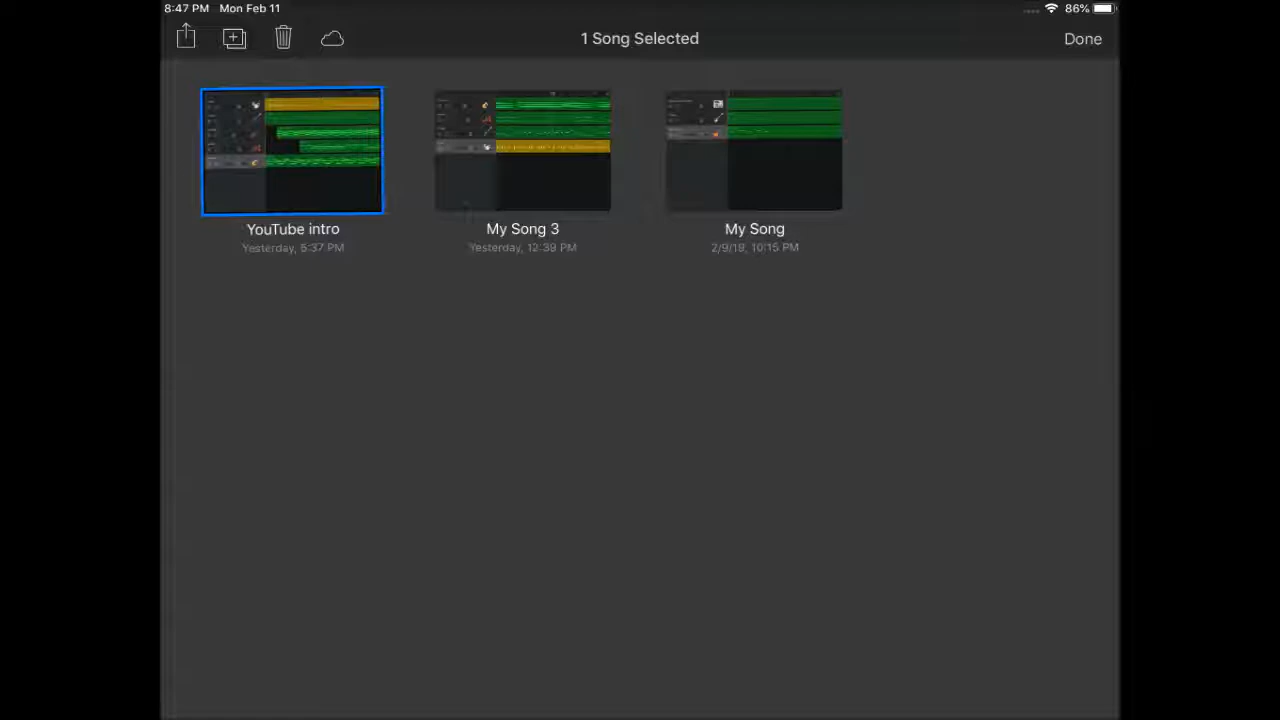 8:47 PM Mon Feb 11 86%
1 Song Selected Done
YouTube intro My Song 3 My Song
Yesterday, 5:37 PM Yesterday, 12:39 PM 2/9/19, 10:15 PM